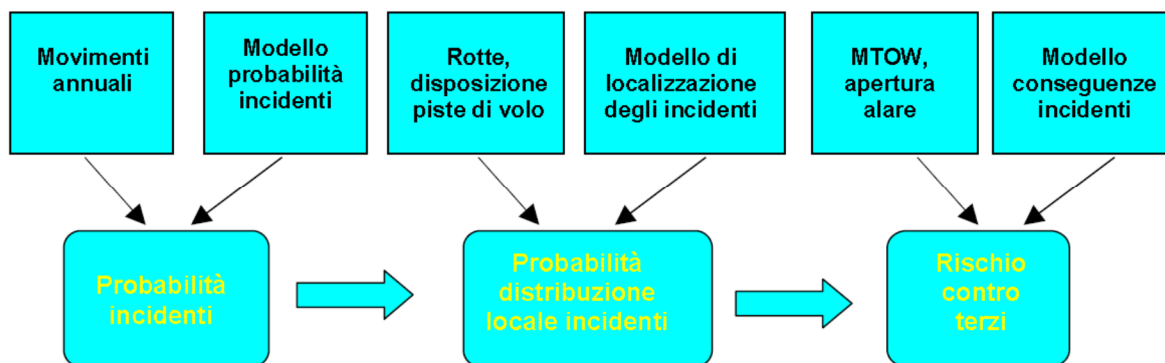 Movimenti
annuali
Modello
probabilità
incidenti
Rotte,
disposizione
piste di volo
Modello di
localizzazione
degli incidenti
MTOW,
apertura
alare
Modello
conseguenze
incidenti
Probabilità
incidenti
Probabilità
distribuzione
locale incidenti
Rischio
contro
terzi